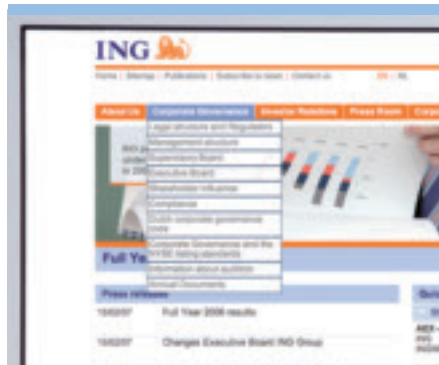 ING
Home | Sitemap | Publications | Subscribe to news | Contact us EN NL
About Us Corporate Governance Investor Relations Press Room
Legal structure and Regulators
Management structure
Supervisory Board
Executive Board
Shareholder influence
Compliance
Dutch corporate governance
code
Corporate Governance and the
NYSE listing standards
Information about auditors
Annual Documents
Full Ye
Press releases
15/02/07 Full Year 2006 results
15/02/07 Changes Executive Board ING Group